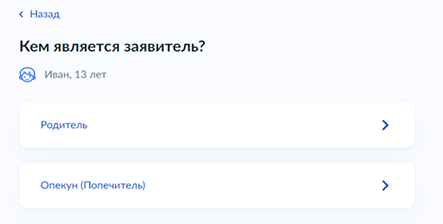 Назад
Кем является заявитель?
Иван, 13 лет
Родитель
Опекун (Попечитель)